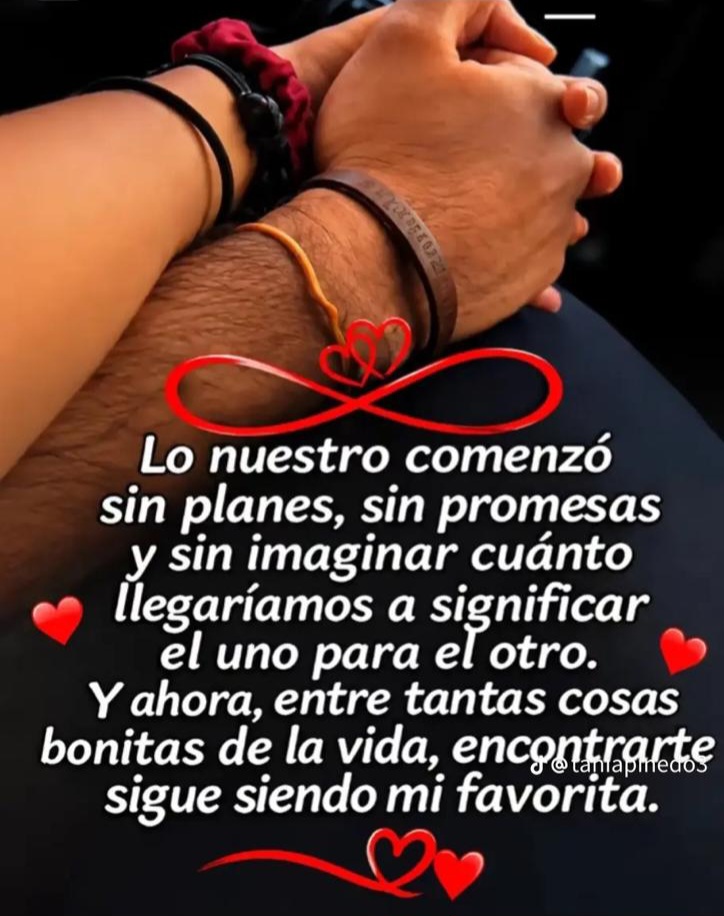 Lo nuestro comenzó
sin planes, sin promesas
y sin imaginar cuánto
llegaríamos a significar
el uno para el otro.
Y ahora, entre tantas cosas
bonitas de la vida, encontrarte
@taniapinedo3
sigue siendo mi favorita.